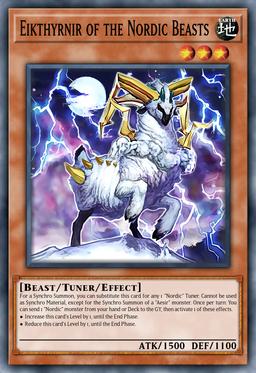 EIKTHYRNIR OF THE NORDIC BEASTS
EARTH
地
[BEAST/TUNER/EFFECT]
For a Synchro Summon, you can substitute this card for any 1 "Nordic" Tuner. Cannot be used
as Synchro Material, except for the Synchro Summon of a "Aesir" monster. Once per turn: You
can send 1 "Nordic" monster from your hand or Deck to the GY, then activate 1 of these effects.
● Increase this card's Level by 1, until the End Phase.
● Reduce this card's Level by 1, until the End Phase.
ATK/1500 DEF/1100